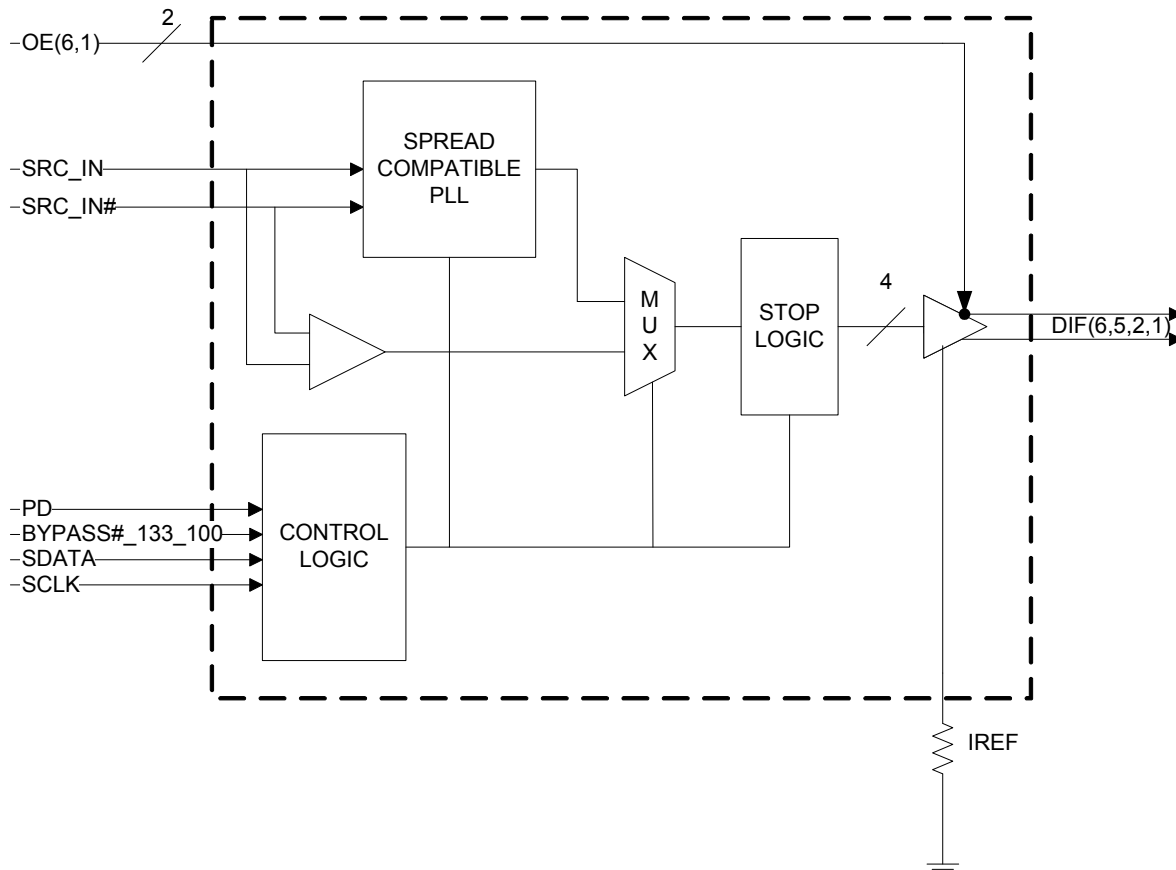 2
OE(6,1)
SPREAD
COMPATIBLE
PLL
SRC_IN
SRC_IN#
M
U
X
STOP
LOGIC
4
DIF(6,5,2,1)
PD
BYPASS#_133_100
SDATA
SCLK
CONTROL
LOGIC
IREF